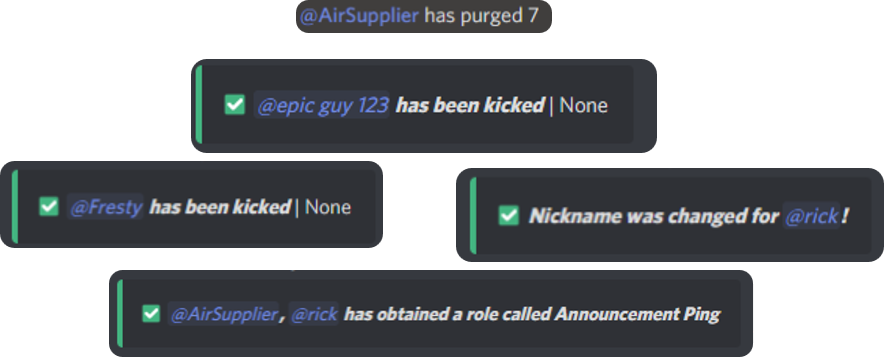 @AirSupplier has purged 7
✅ @epic guy 123 has been kicked | None
✅ @Fresty has been kicked | None
✅ Nickname was changed for @rick!
✅ @AirSupplier, @rick has obtained a role called Announcement Ping